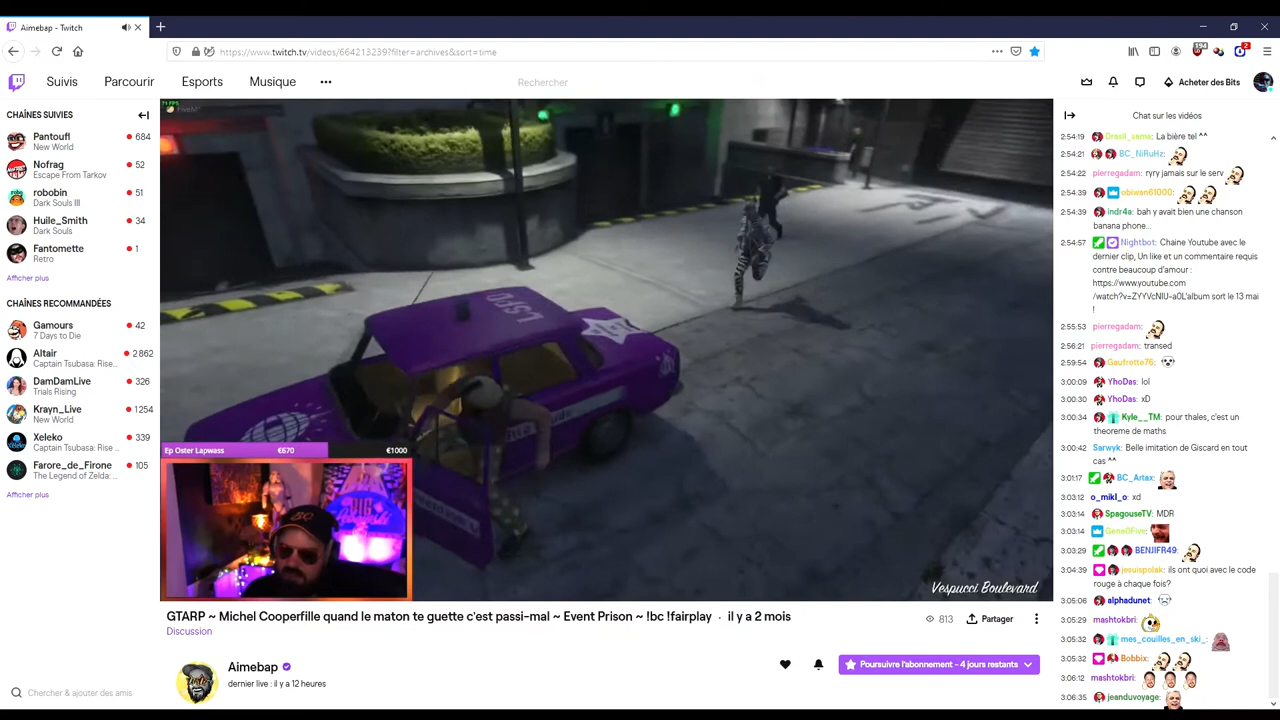 Aimebap - Twitch
https://www.twitch.tv/videos/664213239?filter=archives&sort=time
194
2
Suivis
Parcourir
Esports
Musique
Rechercher
Acheter des Bits
CHAÎNES SUIVIES
Pantoufl 684
New World
Nofrag 52
Escape From Tarkov
robobin 51
Dark Souls III
Huile_Smith 34
Dark Souls
Fantomette 1
Retro
Afficher plus
CHAÎNES RECOMMANDÉES
Gamours 42
7 Days to Die
Altair 2 862
Captain Tsubasa: Rise...
DamDamLive 326
Trials Rising
Krayn_Live 1 254
New World
Xeleko 339
Captain Tsubasa: Rise ...
Farore_de_Firone 105
The Legend of Zelda: ...
Afficher plus
Chercher & ajouter des amis
FiveM
LSPD
Ep Oster Lapwass €670 €1000
Vespucci Boulevard
GTARP ~ Michel Cooperfille quand le maton te guette c'est passi-mal ~ Event Prison ~ !bc !fairplay · il y a 2 mois
813
Partager
Discussion
Aimebap
dernier live : il y a 12 heures
Poursuivre l'abonnement – 4 jours restants
Chat sur les vidéos
2:54:19 Drasil_sama: La bière tel ^^
2:54:21 BC_NiRuHz:
2:54:22 pierregadam: ryry jamais sur le serv
2:54:39 obiwan61000:
2:54:39 indr4a: bah y avait bien une chanson
banana phone...
2:54:57 Nightbot: Chaine Youtube avec le
dernier clip, Un like et un commentaire requis
contre beaucoup d'amour :
https://www.youtube.com
/watch?v=ZYYVcNlU-a0L'album sort le 13 mai
!
2:55:53 pierregadam:
2:56:21 pierregadam: transed
2:59:54 Gaufrette76:
3:00:09 YhoDas: lol
3:00:30 YhoDas: xD
3:00:34 Kyle__TM: pour thales, c'est un
theoreme de maths
3:00:42 Sarwyk: Belle imitation de Giscard en tout
cas ^^
3:01:17 BC_Artax:
3:03:12 o_mikl_o: xd
3:03:14 SpagouseTV: MDR
3:03:14 GeneOFive:
3:03:29 BENJIFR49:
3:04:39 jesuispolak: ils ont quoi avec le code
rouge à chaque fois?
3:05:06 alphadunet:
3:05:29 mashtokbri:
3:05:32 mes_couilles_en_ski_:
3:05:32 Bobbix:
3:06:12 mashtokbri:
3:06:35 jeanduvoyage: